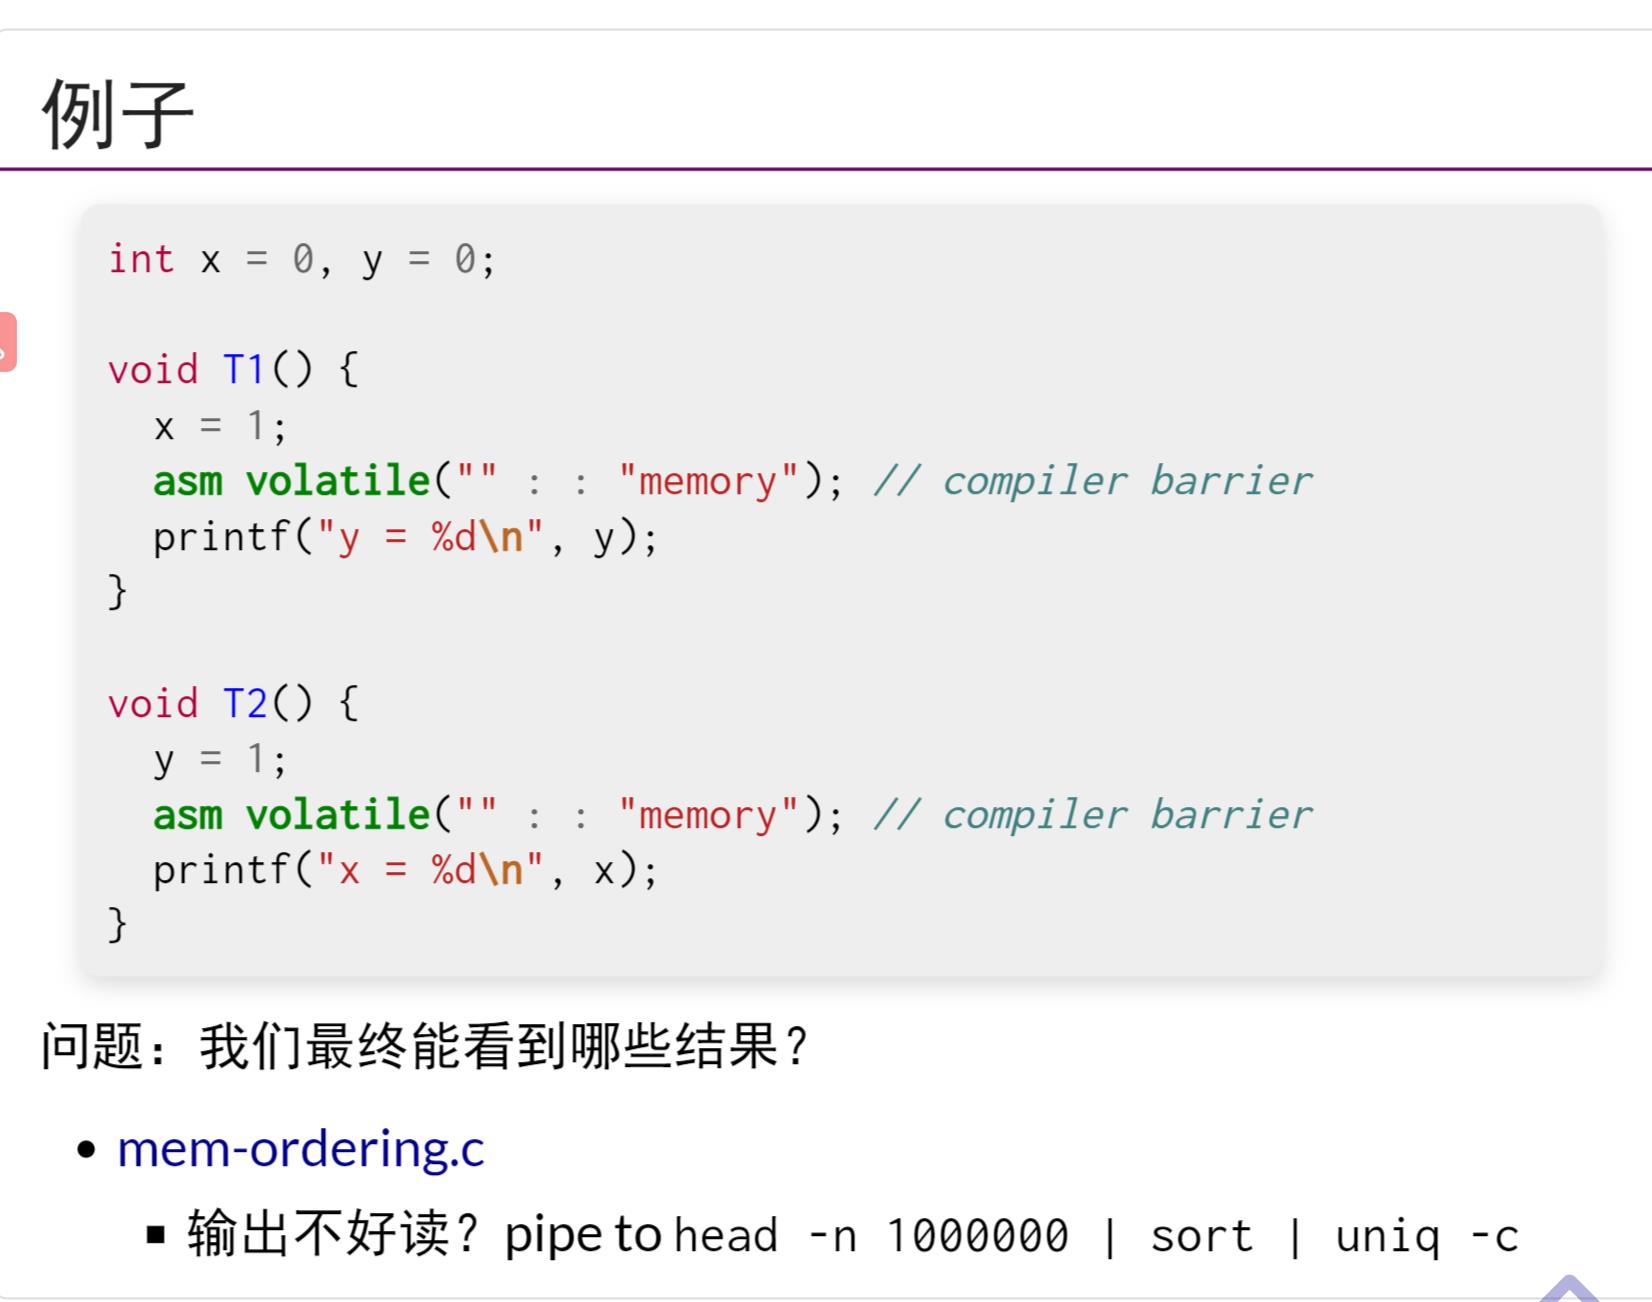 例子
int x = 0, y = 0;
void T1() {
  x = 1;
  asm volatile("" : : "memory"); // compiler barrier
  printf("y = %d\n", y);
}
void T2() {
  y = 1;
  asm volatile("" : : "memory"); // compiler barrier
  printf("x = %d\n", x);
}
问题：我们最终能看到哪些结果？
• mem-ordering.c
▪ 输出不好读？pipe to head -n 1000000 | sort | uniq -c